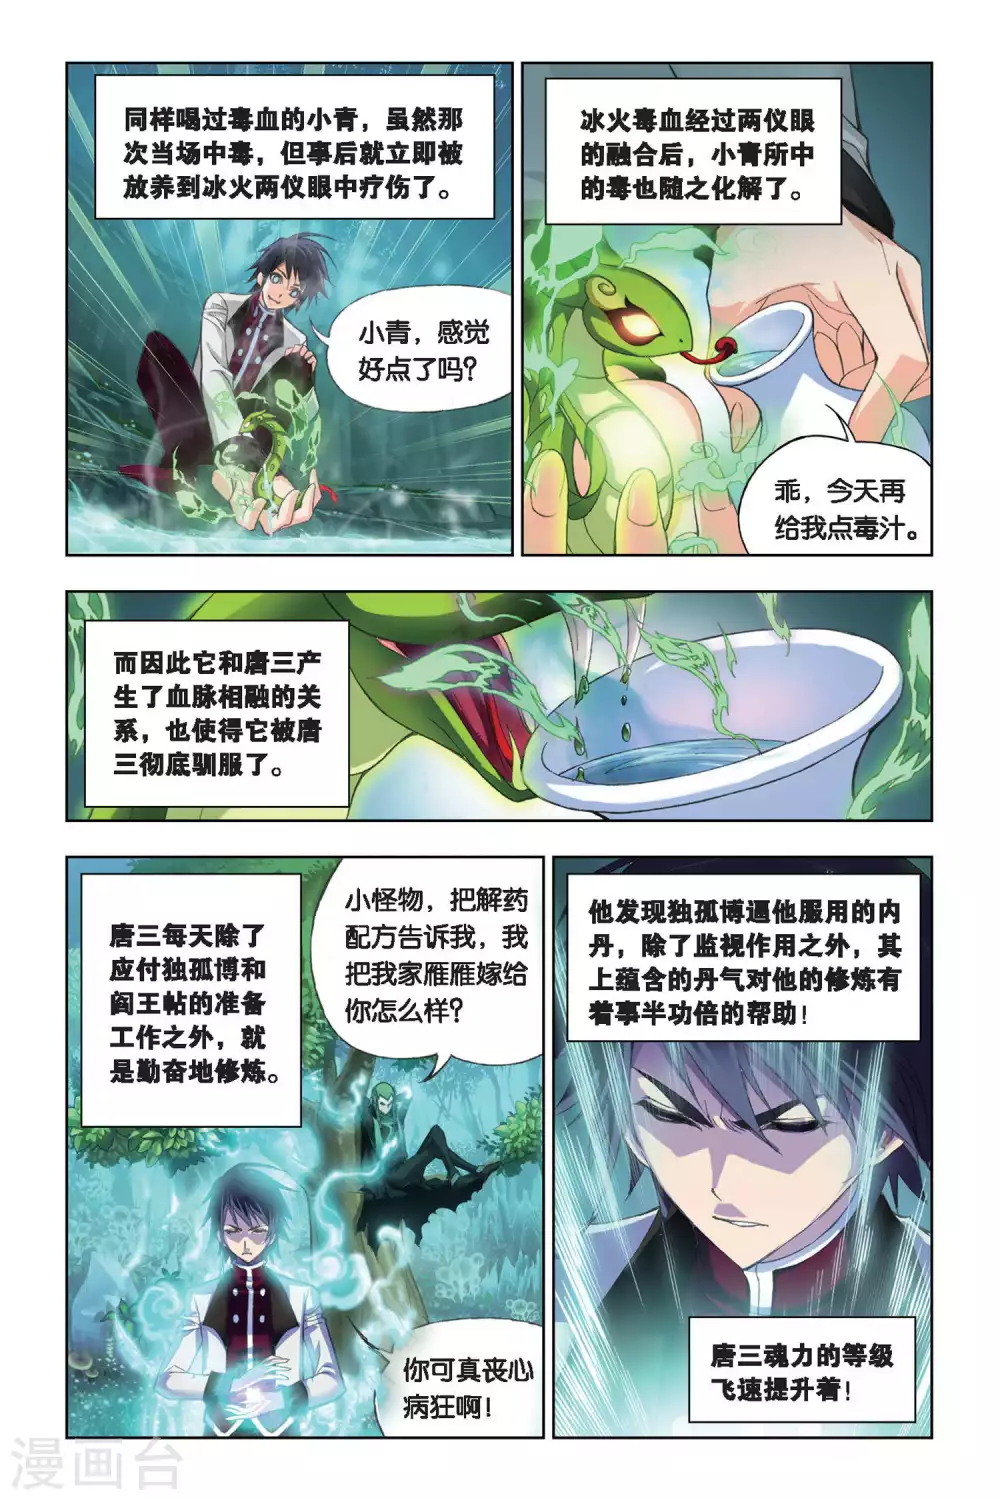 同样喝过毒血的小青，虽然那
次当场中毒，但事后就立即被
放养到冰火两仪眼中疗伤了。
小青，感觉
好点了吗？
冰火毒血经过两仪眼
的融合后，小青所中
的毒也随之化解了。
乖，今天再
给我点毒汁。
而因此它和唐三产
生了血脉相融的关
系，也使得它被唐
三彻底驯服了。
唐三每天除了
应付独孤博和
阎王帖的准备
工作之外，就
是勤奋地修炼。
小怪物，把解药
配方告诉我，我
把我家雁雁嫁给
你怎么样？
你可真丧心
病狂啊！
他发现独孤博逼他服用的内
丹，除了监视作用之外，其
上蕴含的丹气对他的修炼有
着事半功倍的帮助！
唐三魂力的等级
飞速提升着！
漫画台